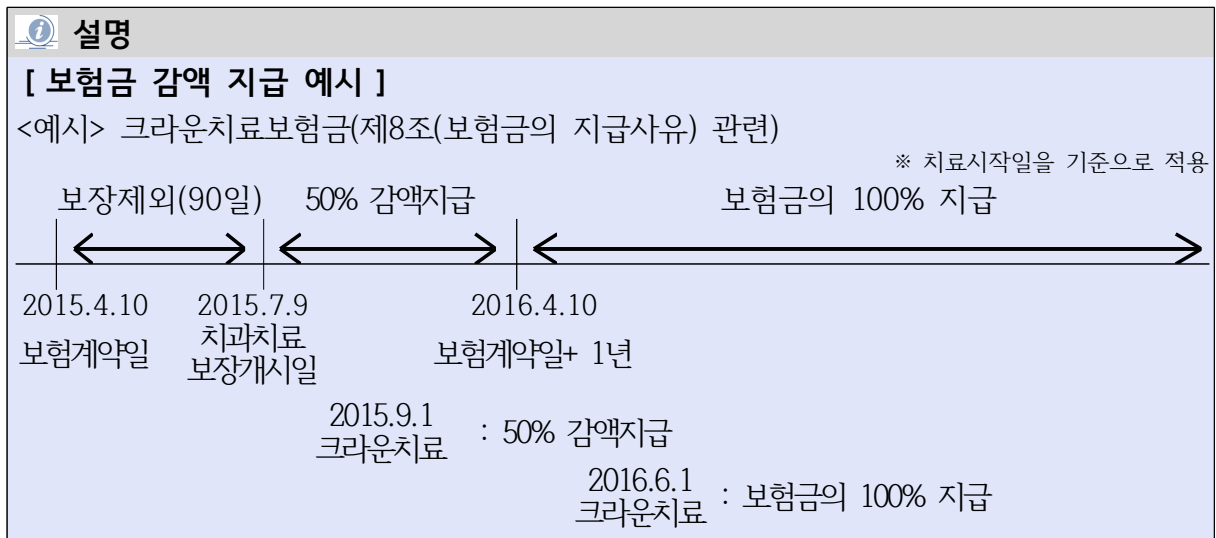 설명
[ 보험금 감액 지급 예시 ]
<예시> 크라운치료보험금(제8조(보험금의 지급사유) 관련)
※ 치료시작일을 기준으로 적용
보장제외(90일) 50% 감액지급 보험금의 100% 지급
2015.4.10 2015.7.9 2016.4.10
보험계약일 치과치료 보장개시일 보험계약일+ 1년
2015.9.1
크라운치료 : 50% 감액지급
2016.6.1
크라운치료 : 보험금의 100% 지급